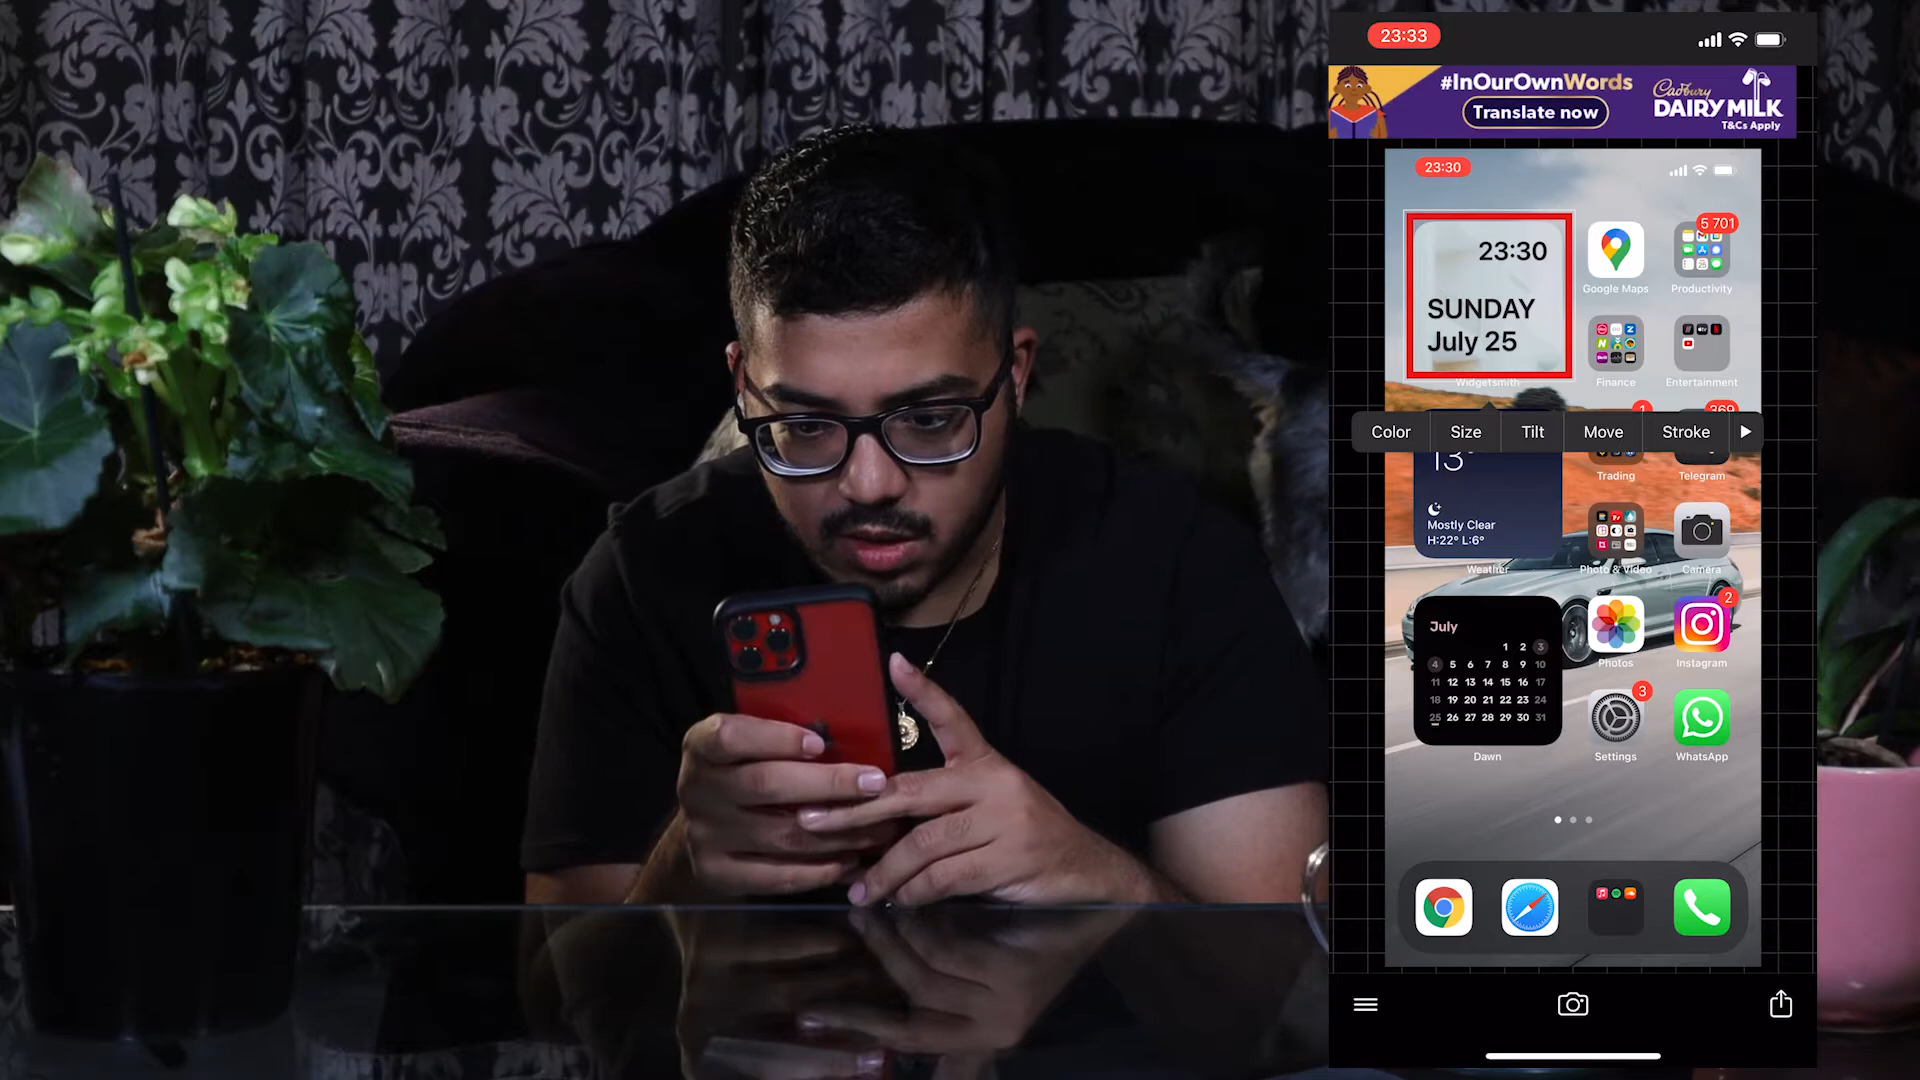 23:33
#InOurOwnWords
Translate now
Cadbury
DAIRY MILK
T&Cs Apply
23:30
5 701
23:30
SUNDAY
July 25
Google Maps
Productivity
Widgetsmith
Finance
Entertainment
1
369
Color
Size
Tilt
Move
Stroke
13°
Trading
Telegram
Mostly Clear
H:22° L:6°
Weather
Photo & Video
Camera
2
July
1 2 3
4 5 6 7 8 9 10
11 12 13 14 15 16 17
18 19 20 21 22 23 24
25 26 27 28 29 30 31
Photos
Instagram
3
Dawn
Settings
WhatsApp